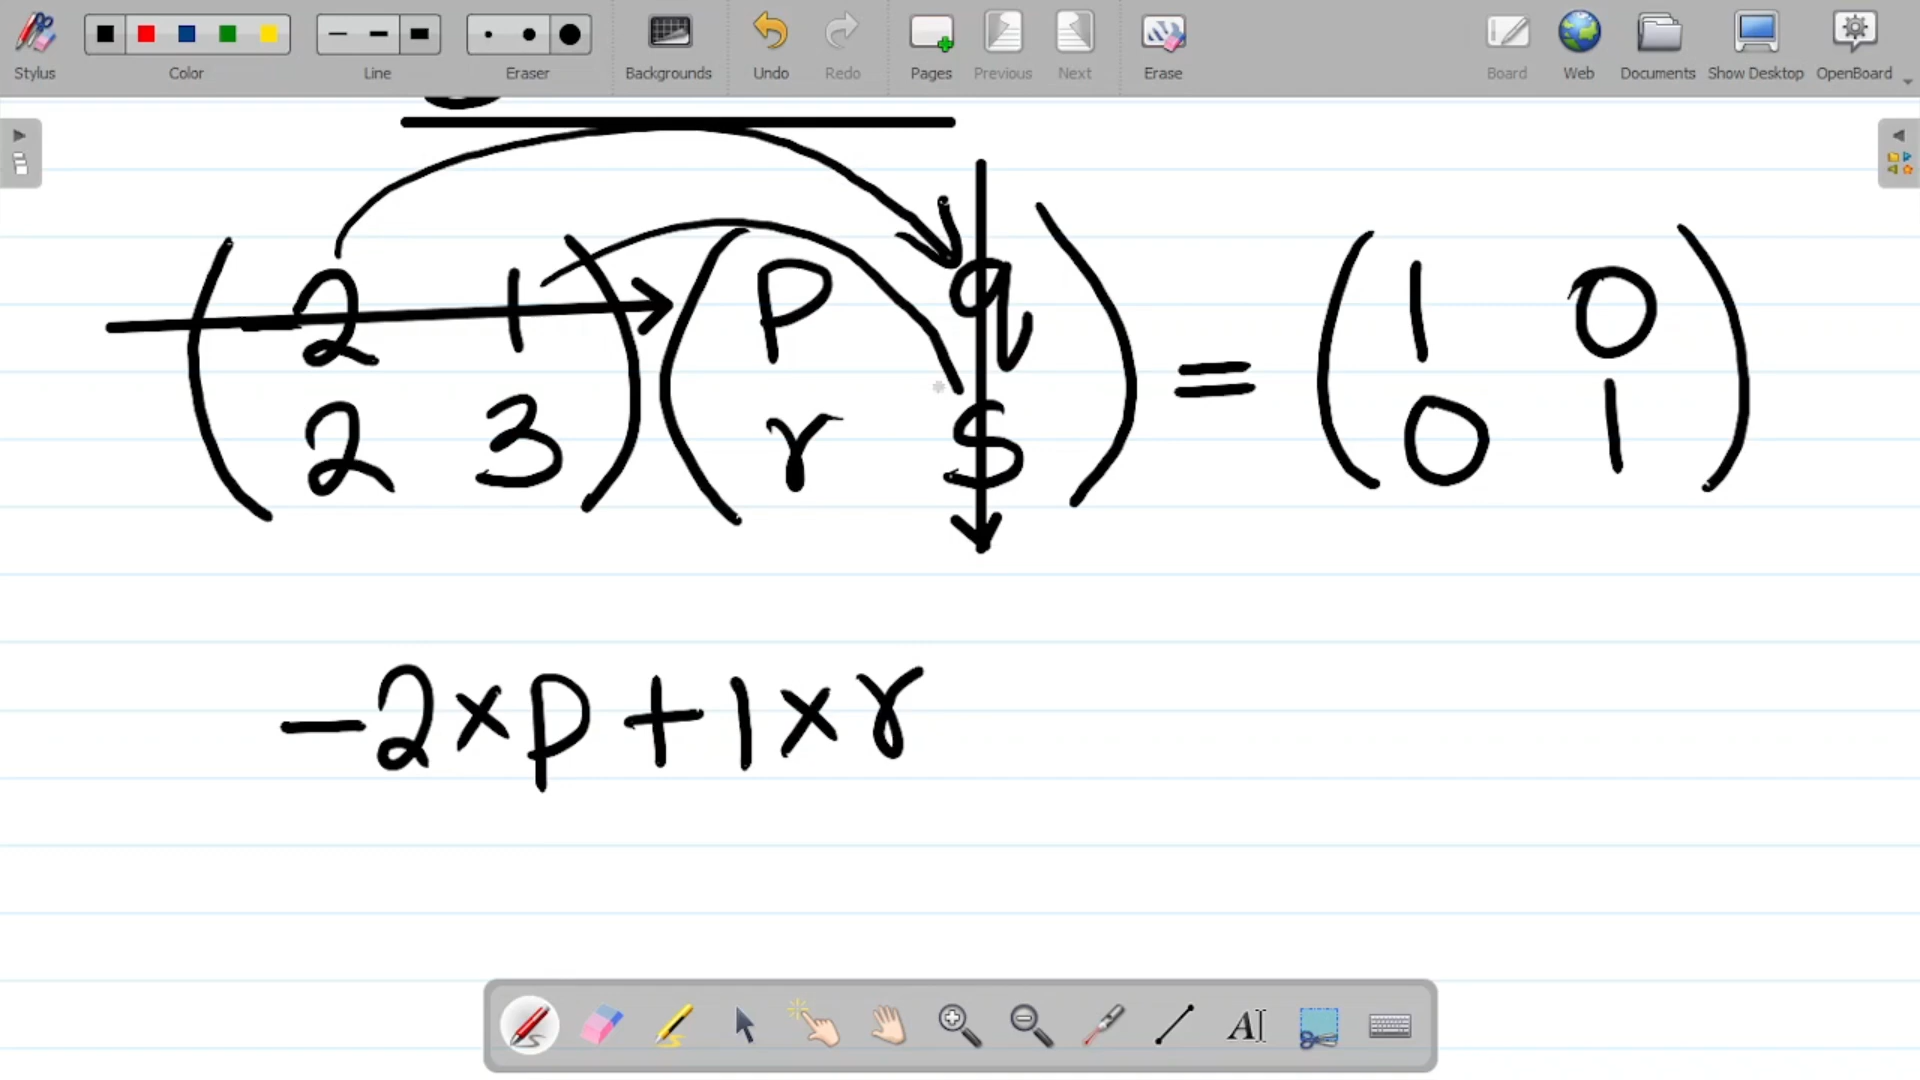 Stylus Color Line Eraser Backgrounds Undo Redo Pages Previous Next Erase Board Web Documents Show Desktop OpenBoard
(-2 1)(p q) = (1 0)
(2 3)(r s) (0 1)
-2×p+1×r